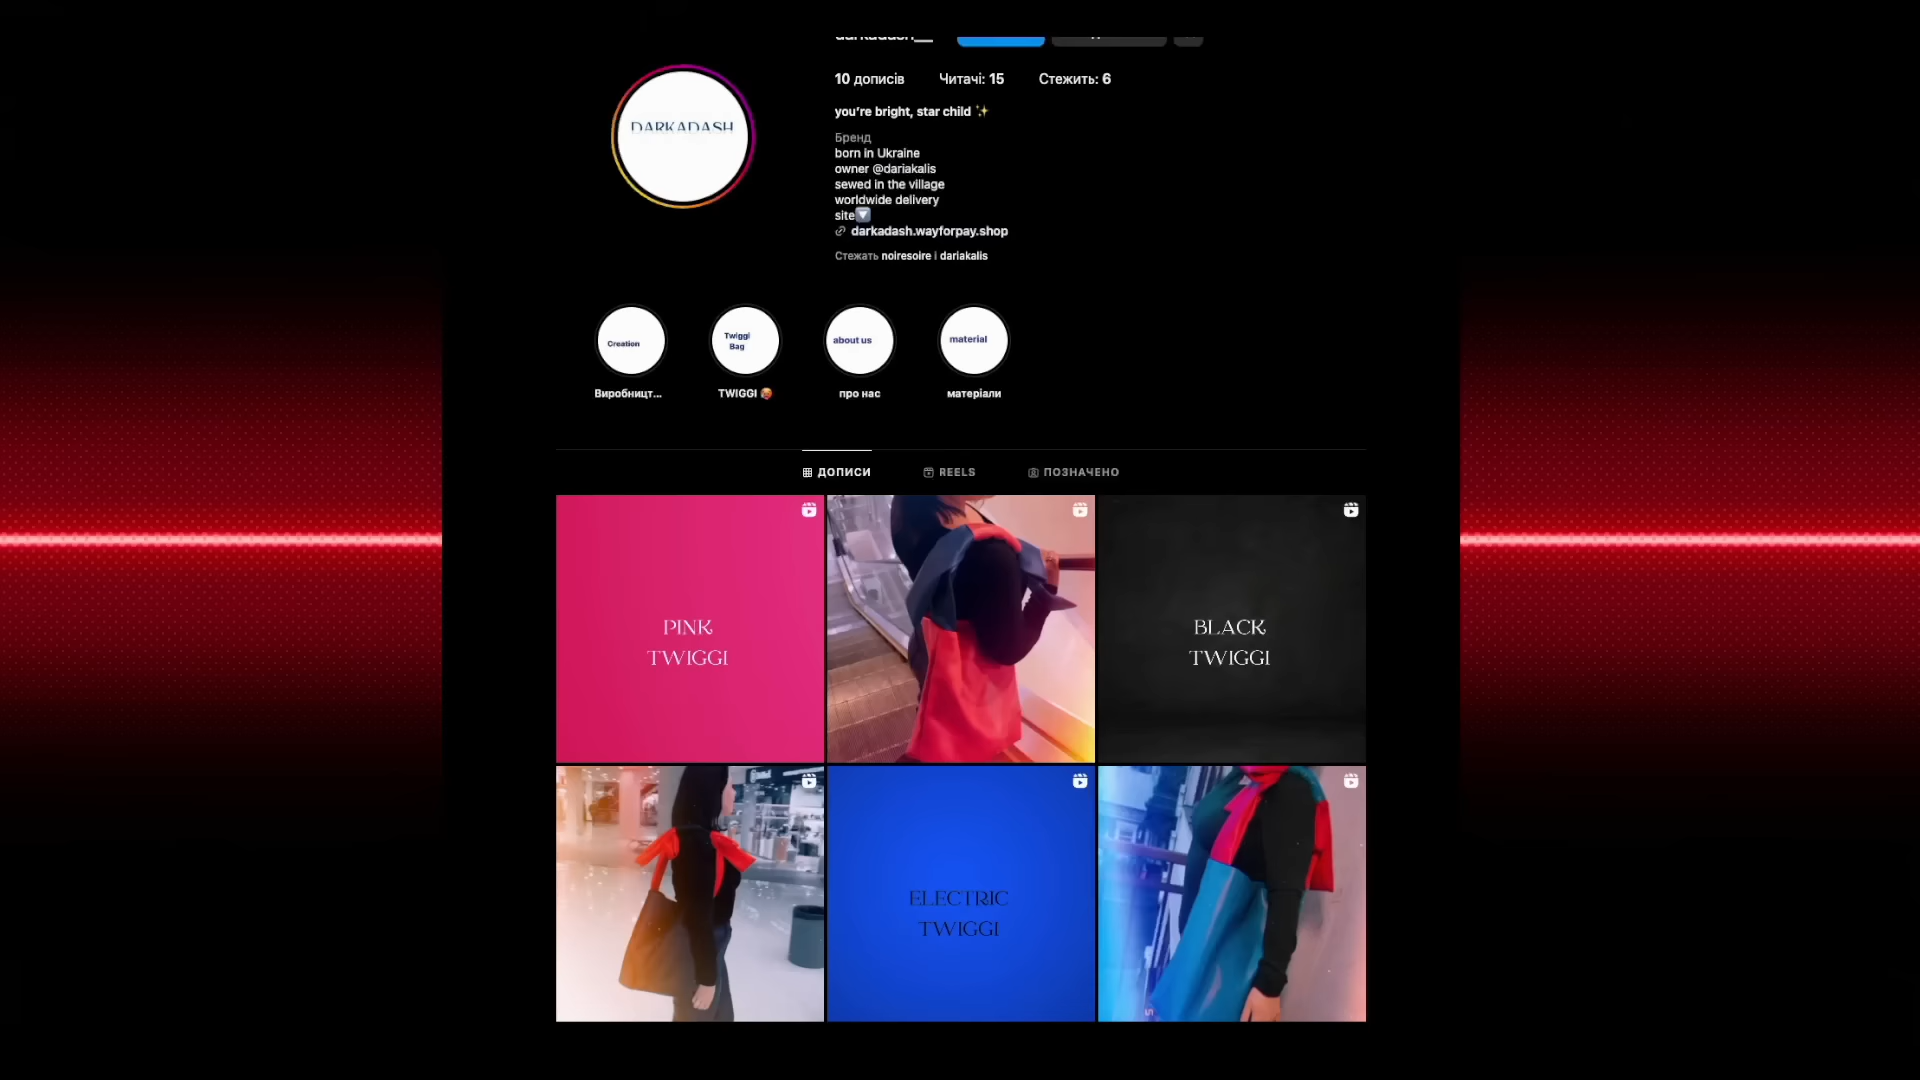 10 дописів Читачі: 15 Стежить: 6
you're bright, star child ✨
Бренд
born in Ukraine
owner @dariakalis
sewed in the village
worldwide delivery
site🔽
darkadash.wayforpay.shop
Стежать noiresoire і dariakalis
DARKADASH
Creation
Twiggi
Bag
about us
material
Виробницт...
TWIGGI
про нас
матеріали
ДОПИСИ REELS ПОЗНАЧЕНО
PINK
TWIGGI
BLACK
TWIGGI
ELECTRIC
TWIGGI